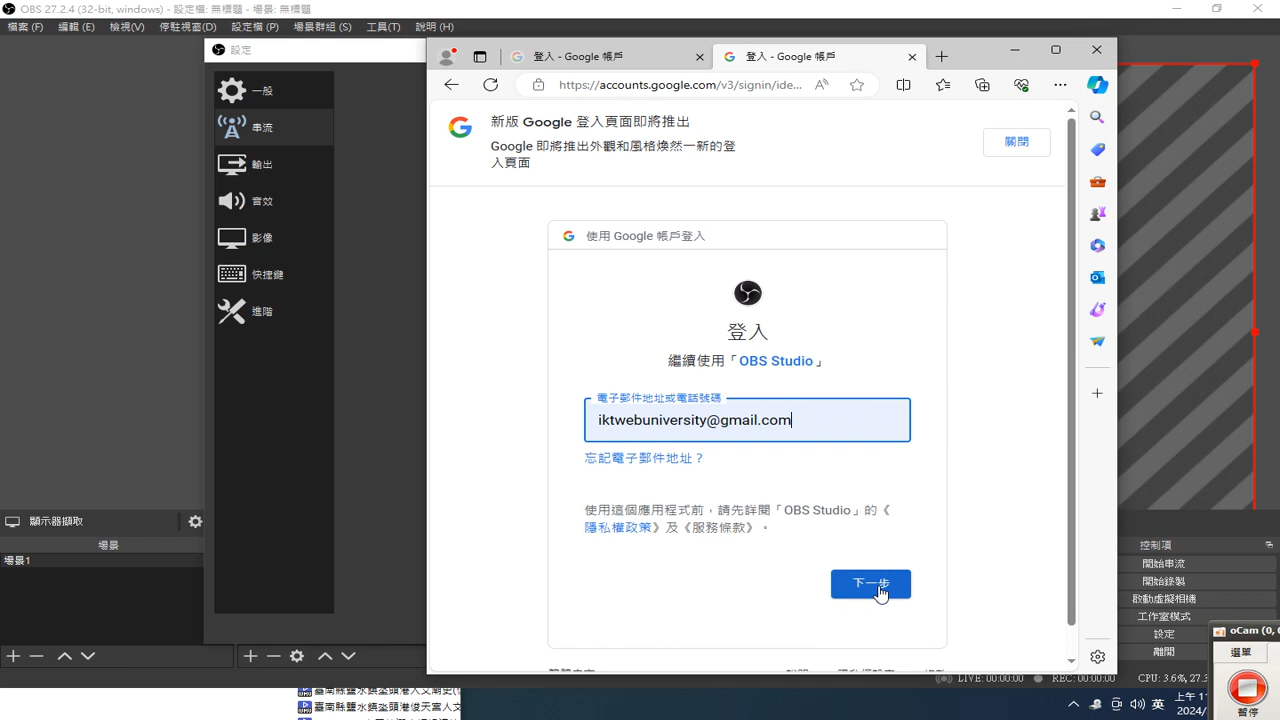 OBS 27.2.4 (32-bit, windows) - 設定檔: 無標題 - 場景: 無標題
檔案 (F) 編輯 (E) 檢視(V) 停駐視窗(D) 設定檔 (P) 場景群組 (S) 工具(T) 說明 (H)
設定
一般
串流
輸出
音效
影像
快捷鍵
進階
登入 - Google 帳戶
登入 - Google 帳戶
https://accounts.google.com/v3/signin/ide...
新版 Google 登入頁面即將推出
Google 即將推出外觀和風格煥然一新的登
入頁面
關閉
使用 Google 帳戶登入
登入
繼續使用「OBS Studio」
電子郵件地址或電話號碼
iktwebuniversity@gmail.com
忘記電子郵件地址？
使用這個應用程式前，請先詳閱「OBS Studio」的《
隱私權政策》及《服務條款》。
下一步
顯示器擷取
場景
場景1
控制項
開始串流
開始錄製
啟動虛擬相機
工作室模式
設定
離開
oCam (0, 
選單
暫停
LIVE: 00:00:00 REC: 00:00:00 CPU: 3.6%, 27.3
英
上午 1
2024/